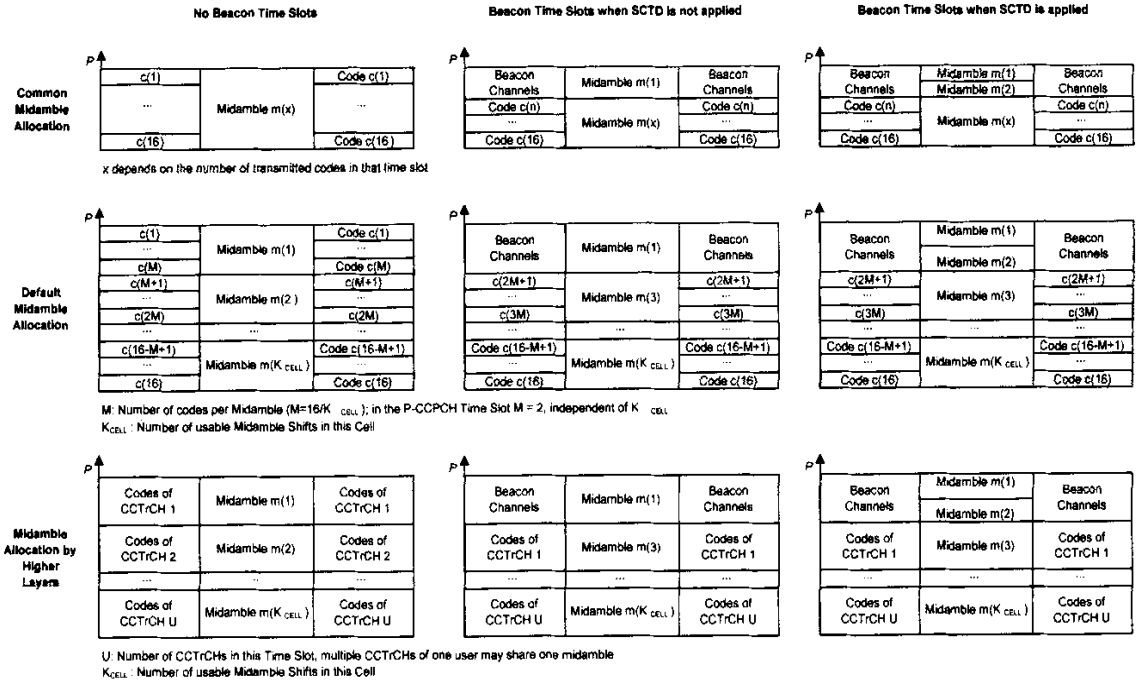 No Beacon Time Slots
Beacon Time Slots when SCTD is not applied
Beacon Time Slots when SCTD is applied
Common
Midamble
Allocation
P
c(1)
...
c(16)
Midamble m(x)
Code c(1)
...
Code c(16)
P
Beacon
Channels
Code c(n)
...
Code c(16)
Midamble m(1)
Midamble m(x)
Beacon
Channels
Code c(n)
...
Code c(16)
P
Beacon
Channels
Code c(n)
...
Code c(16)
Midamble m(1)
Midamble m(2)
Midamble m(x)
Beacon
Channels
Code c(n)
...
Code c(16)
x depends on the number of transmitted codes in that time slot
Default
Midamble
Allocation
P
c(1)
...
c(M)
c(M+1)
...
c(2M)
...
c(16-M+1)
...
c(16)
Midamble m(1)
Midamble m(2)
...
Midamble m(KCELL)
Code c(1)
...
Code c(M)
c(M+1)
...
c(2M)
...
Code c(16-M+1)
...
Code c(16)
P
Beacon
Channels
c(2M+1)
...
c(3M)
...
Code c(16-M+1)
...
Code c(16)
Midamble m(1)
Midamble m(3)
...
Midamble m(KCELL)
Beacon
Channels
c(2M+1)
...
c(3M)
...
Code c(16-M+1)
...
Code c(16)
P
Beacon
Channels
c(2M+1)
...
c(3M)
...
Code c(16-M+1)
...
Code c(16)
Midamble m(1)
Midamble m(2)
Midamble m(3)
...
Midamble m(KCELL)
Beacon
Channels
c(2M+1)
...
c(3M)
...
Code c(16-M+1)
...
Code c(16)
M: Number of codes per Midamble (M=16/K CELL); in the P-CCPCH Time Slot M = 2, independent of K CELL
KCELL : Number of usable Midamble Shifts in this Cell
Midamble
Allocation by
Higher
Layers
P
Codes of
CCTrCH 1
Codes of
CCTrCH 2
...
Codes of
CCTrCH U
Midamble m(1)
Midamble m(2)
...
Midamble m(K CELL)
Codes of
CCTrCH 1
Codes of
CCTrCH 2
...
Codes of
CCTrCH U
P
Beacon
Channels
Codes of
CCTrCH 1
...
Codes of
CCTrCH U
Midamble m(1)
Midamble m(3)
...
Midamble m(K CELL)
Beacon
Channels
Codes of
CCTrCH 1
...
Codes of
CCTrCH U
P
Beacon
Channels
Codes of
CCTrCH 1
...
Codes of
CCTrCH U
Midamble m(1)
Midamble m(2)
Midamble m(3)
...
Midamble m(K CELL)
Beacon
Channels
Codes of
CCTrCH 1
...
Codes of
CCTrCH U
U: Number of CCTrCHs in this Time Slot, multiple CCTrCHs of one user may share one midamble
KCELL : Number of usable Midamble Shifts in this Cell